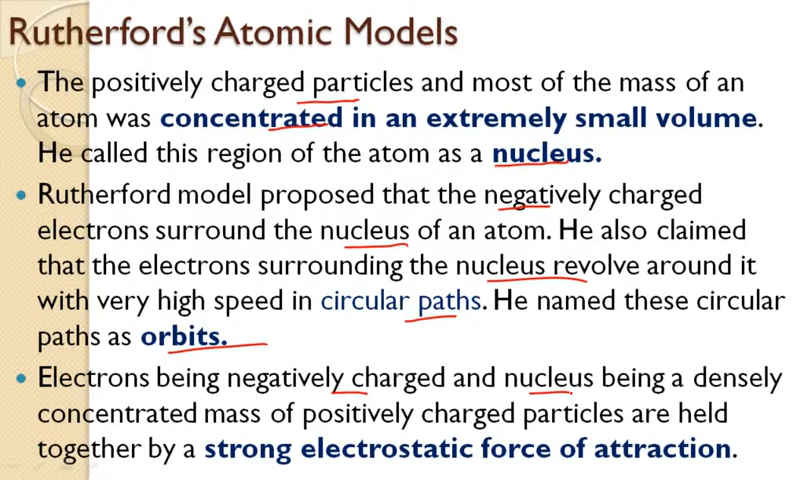 Rutherford's Atomic Models
• The positively charged particles and most of the mass of an
atom was concentrated in an extremely small volume.
He called this region of the atom as a nucleus.
• Rutherford model proposed that the negatively charged
electrons surround the nucleus of an atom. He also claimed
that the electrons surrounding the nucleus revolve around it
with very high speed in circular paths. He named these circular
paths as orbits.
• Electrons being negatively charged and nucleus being a densely
concentrated mass of positively charged particles are held
together by a strong electrostatic force of attraction.